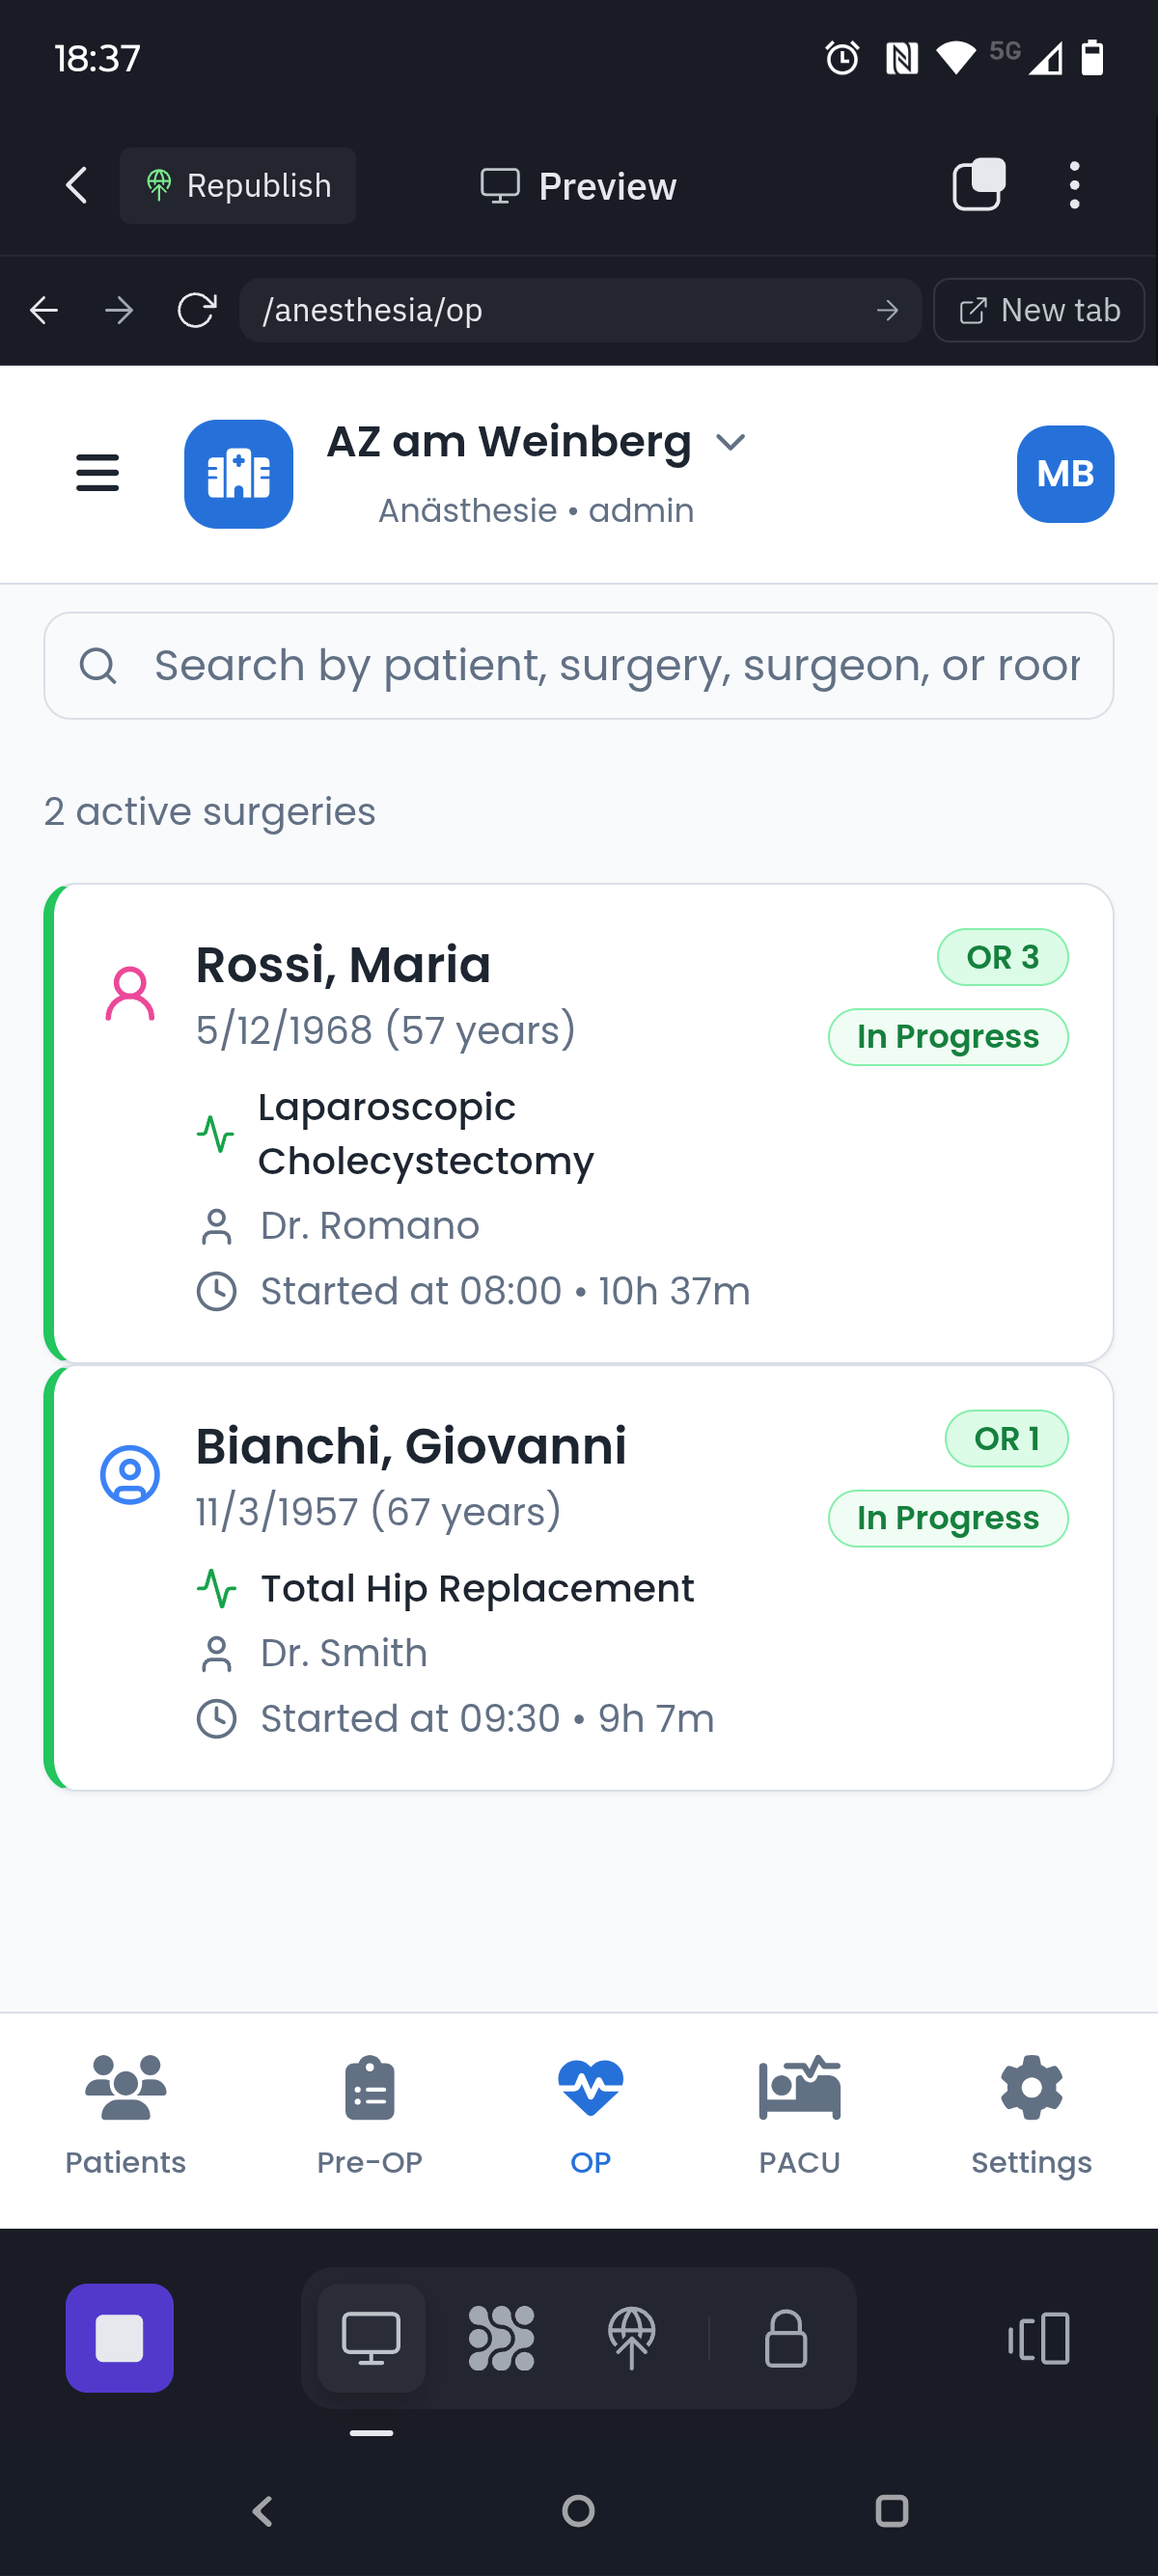 18:37
5G
Republish
Preview
/anesthesia/op
New tab
AZ am Weinberg
Anästhesie • admin
MB
Search by patient, surgery, surgeon, or roor
2 active surgeries
Rossi, Maria
OR 3
5/12/1968 (57 years)
In Progress
Laparoscopic
Cholecystectomy
Dr. Romano
Started at 08:00 • 10h 37m
Bianchi, Giovanni
OR 1
11/3/1957 (67 years)
In Progress
Total Hip Replacement
Dr. Smith
Started at 09:30 • 9h 7m
Patients
Pre-OP
OP
PACU
Settings